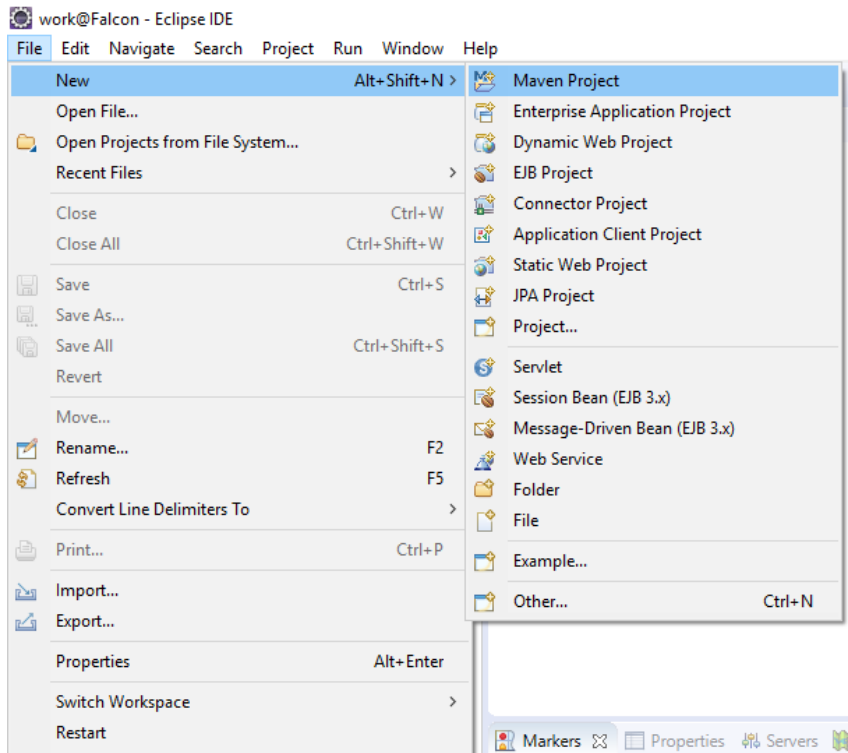 work@Falcon - Eclipse IDE
File Edit Navigate Search Project Run Window Help
New Alt+Shift+N >
Open File...
Open Projects from File System...
Recent Files >
Close Ctrl+W
Close All Ctrl+Shift+W
Save Ctrl+S
Save As...
Save All Ctrl+Shift+S
Revert
Move...
Rename... F2
Refresh F5
Convert Line Delimiters To >
Print... Ctrl+P
Import...
Export...
Properties Alt+Enter
Switch Workspace >
Restart
Maven Project
Enterprise Application Project
Dynamic Web Project
EJB Project
Connector Project
Application Client Project
Static Web Project
JPA Project
Project...
Servlet
Session Bean (EJB 3.x)
Message-Driven Bean (EJB 3.x)
Web Service
Folder
File
Example...
Other... Ctrl+N
Markers Properties Servers